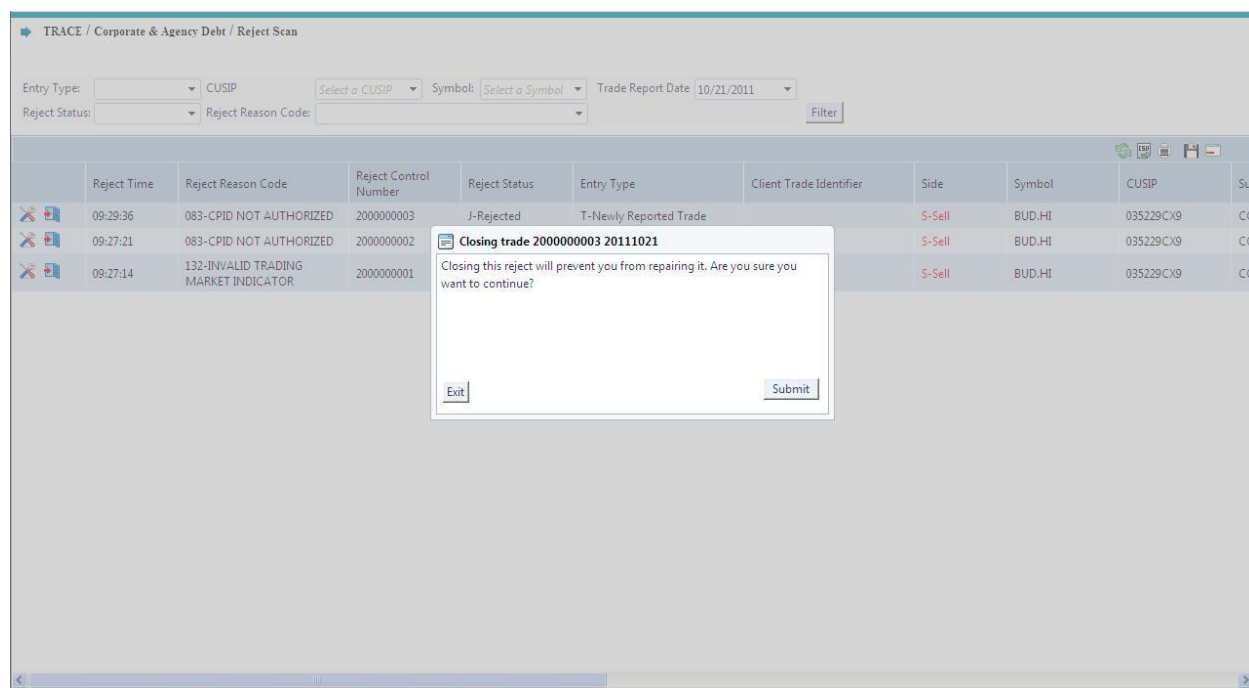 TRACE / Corporate & Agency Debt / Reject Scan
Entry Type: CUSIP Select a CUSIP Symbol: Select a Symbol Trade Report Date 10/21/2011
Reject Status: Reject Reason Code: Filter
Reject Time Reject Reason Code Reject Control Number Reject Status Entry Type Client Trade Identifier Side Symbol CUSIP Su
09:29:36 083-CPID NOT AUTHORIZED 2000000003 J-Rejected T-Newly Reported Trade S-Sell BUD.HI 035229CX9
09:27:21 083-CPID NOT AUTHORIZED 2000000002 S-Sell BUD.HI 035229CX9
09:27:14 132-INVALID TRADING MARKET INDICATOR 2000000001 S-Sell BUD.HI 035229CX9
Closing trade 2000000003 20111021
Closing this reject will prevent you from repairing it. Are you sure you
want to continue?
Exit Submit